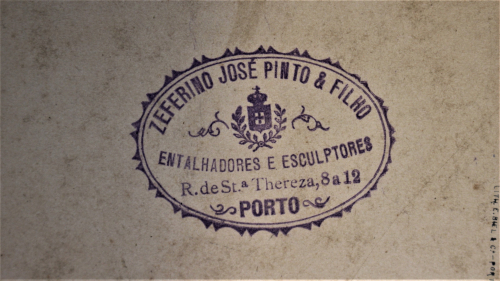 ZEFERINO JOSÉ PINTO & FILHO
ENTALHADORES E ESCULPTORES
R. de St.ª Thereza, 8 a 12
PORTO